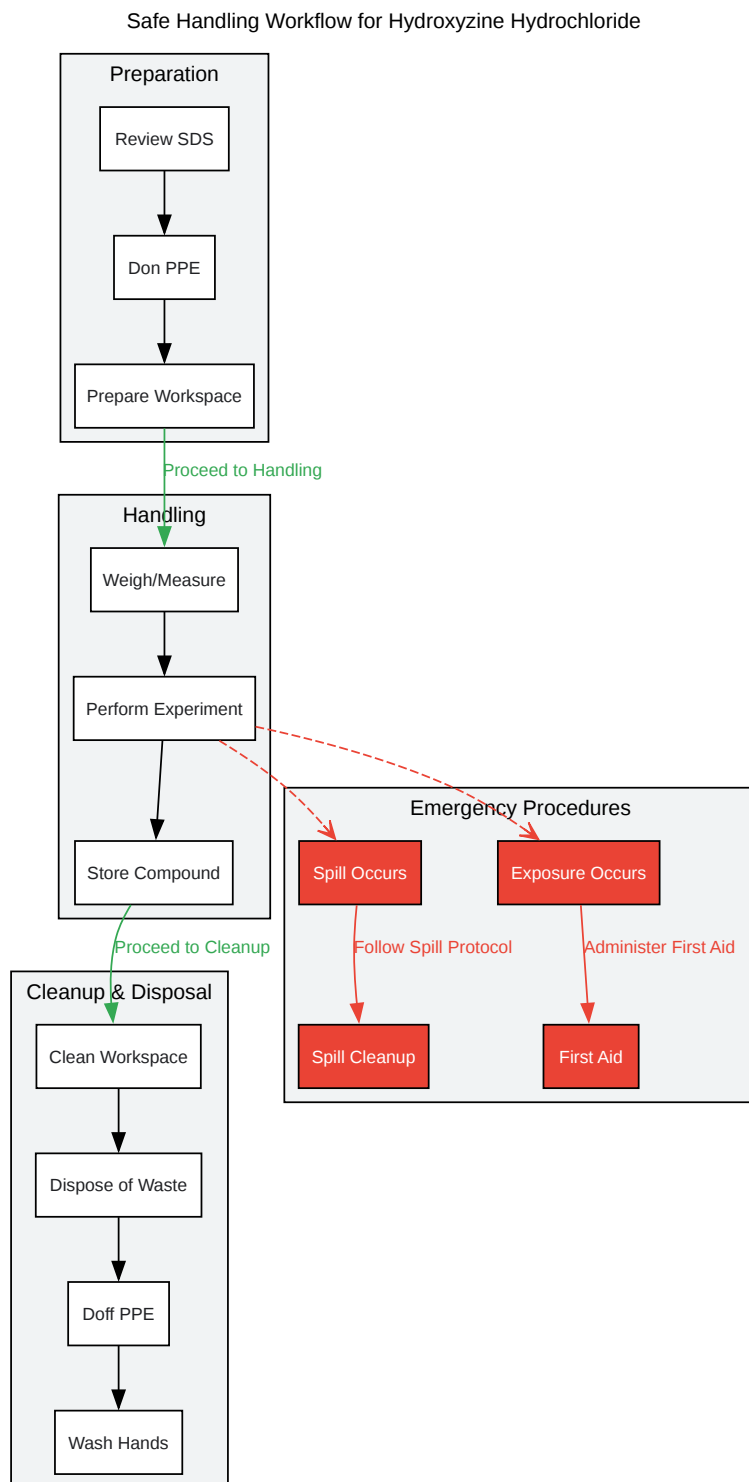 Safe Handling Workflow for Hydroxyzine Hydrochloride
Preparation
Review SDS
Don PPE
Prepare Workspace
Proceed to Handling
Handling
Weigh/Measure
Perform Experiment
Store Compound
Emergency Procedures
Spill Occurs
Exposure Occurs
Follow Spill Protocol
Administer First Aid
Spill Cleanup
First Aid
Proceed to Cleanup
Cleanup & Disposal
Clean Workspace
Dispose of Waste
Doff PPE
Wash Hands